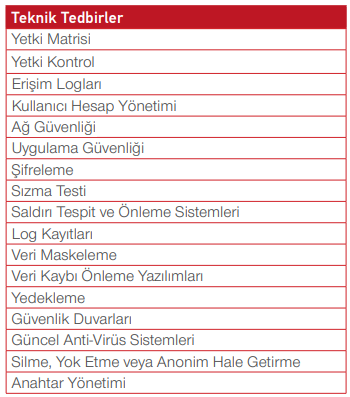 Teknik Tedbirler
Yetki Matrisi
Yetki Kontrol
Erişim Logları
Kullanıcı Hesap Yönetimi
Ağ Güvenliği
Uygulama Güvenliği
Şifreleme
Sızma Testi
Saldırı Tespit ve Önleme Sistemleri
Log Kayıtları
Veri Maskeleme
Veri Kaybı Önleme Yazılımları
Yedekleme
Güvenlik Duvarları
Güncel Anti-Virüs Sistemleri
Silme, Yok Etme veya Anonim Hale Getirme
Anahtar Yönetimi